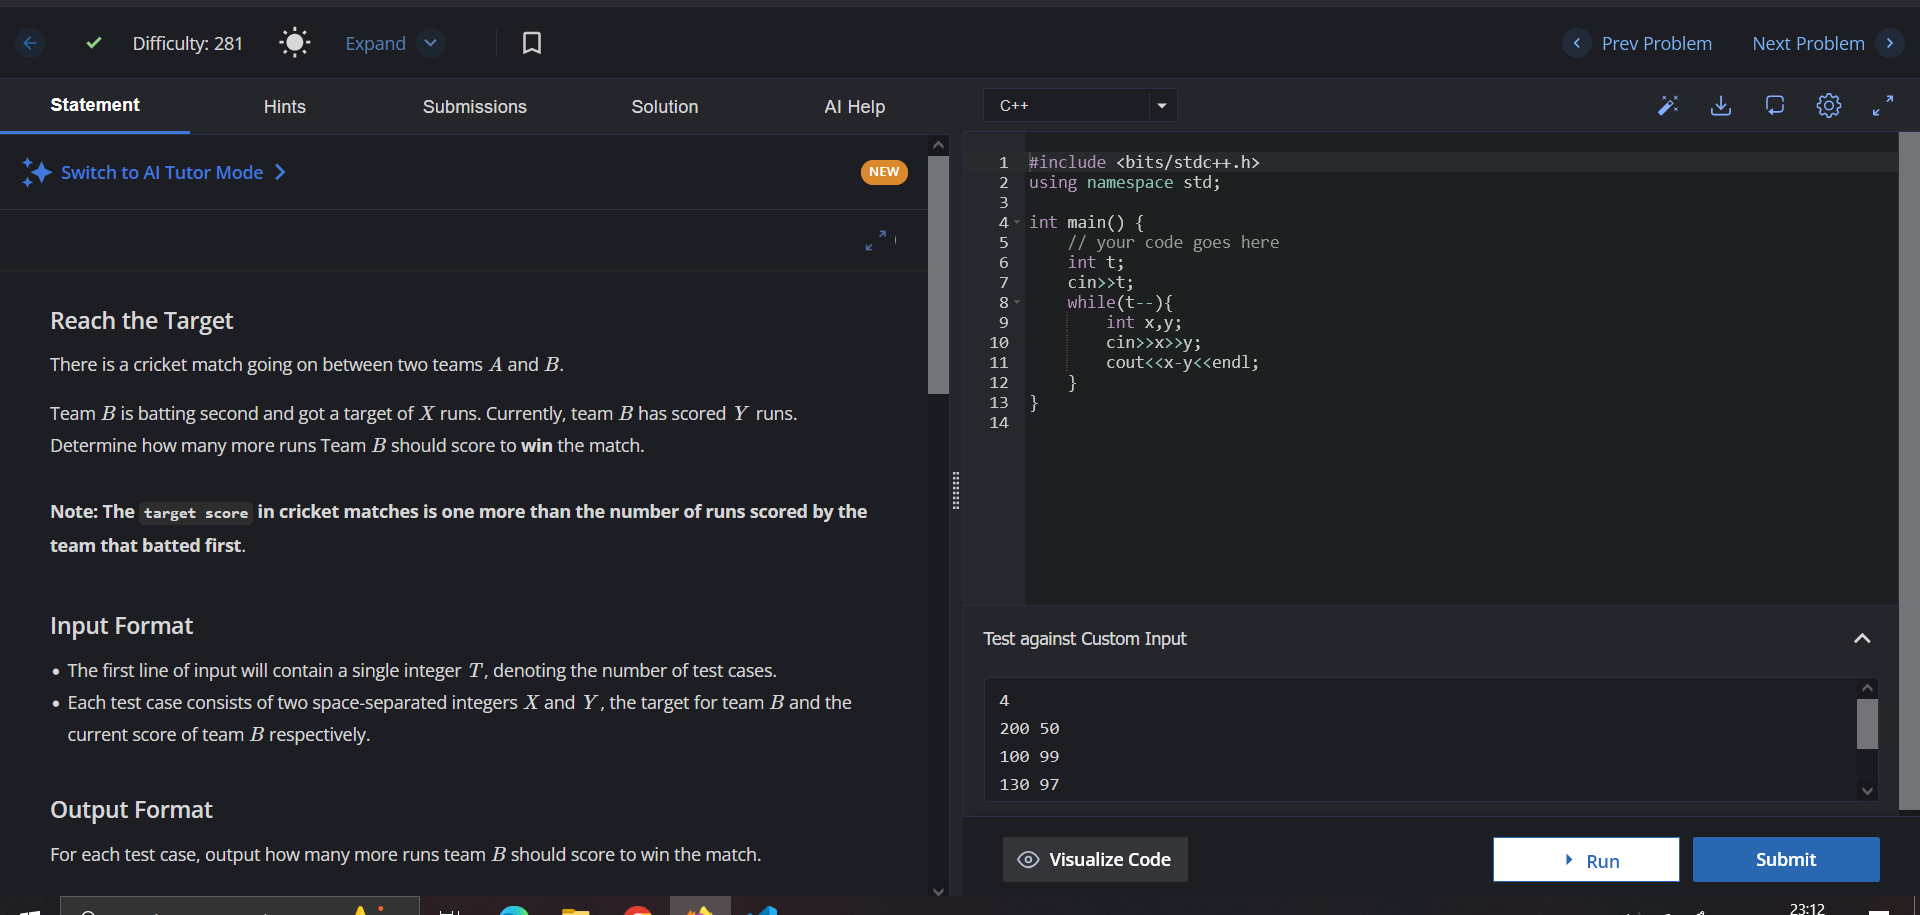 Difficulty: 281
Expand
Prev Problem
Next Problem
Statement
Hints
Submissions
Solution
AI Help
C++
Switch to AI Tutor Mode
NEW
Reach the Target
There is a cricket match going on between two teams A and B.
Team B is batting second and got a target of X runs. Currently, team B has scored Y runs.
Determine how many more runs Team B should score to win the match.
Note: The target score in cricket matches is one more than the number of runs scored by the
team that batted first.
Input Format
• The first line of input will contain a single integer T, denoting the number of test cases.
• Each test case consists of two space-separated integers X and Y, the target for team B and the
current score of team B respectively.
Output Format
For each test case, output how many more runs team B should score to win the match.
1 #include <bits/stdc++.h>
2 using namespace std;
3
4 int main() {
5     // your code goes here
6     int t;
7     cin>>t;
8     while(t--){
9         int x,y;
10         cin>>x>>y;
11         cout<<x-y<<endl;
12     }
13 }
14
Test against Custom Input
4
200 50
100 99
130 97
Visualize Code
Run
Submit
23:12